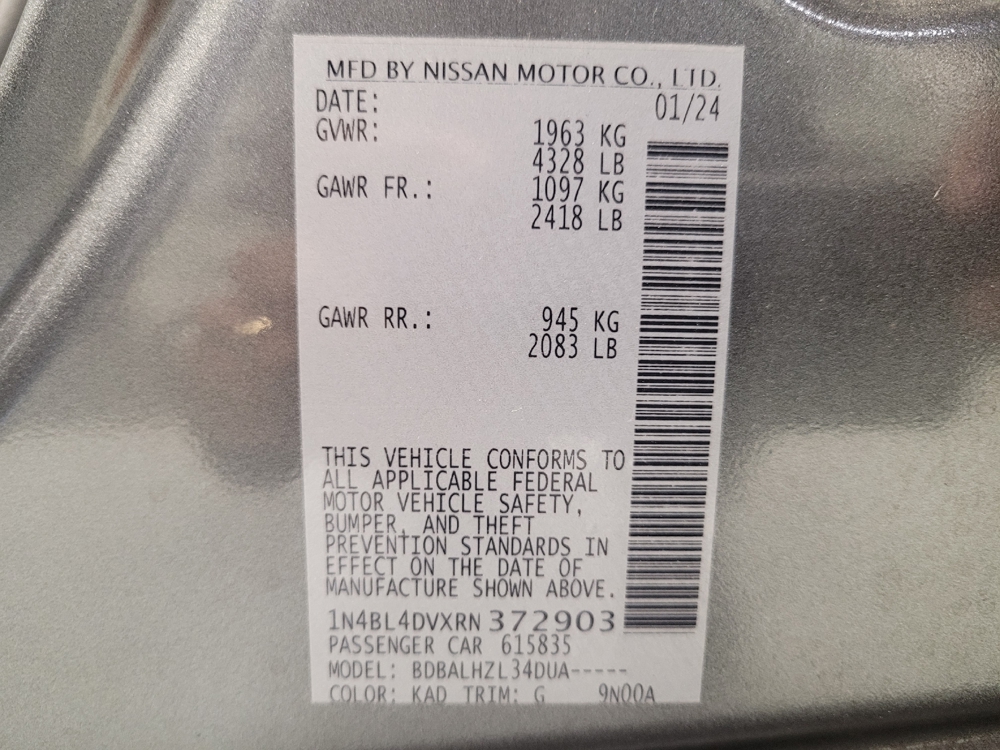 MFD BY NISSAN MOTOR CO., LTD.
DATE: 01/24
GVWR: 1963 KG
4328 LB
GAWR FR.: 1097 KG
2418 LB
GAWR RR.: 945 KG
2083 LB
THIS VEHICLE CONFORMS TO
ALL APPLICABLE FEDERAL
MOTOR VEHICLE SAFETY,
BUMPER, AND THEFT
PREVENTION STANDARDS IN
EFFECT ON THE DATE OF
MANUFACTURE SHOWN ABOVE.
1N4BL4DVXRN 372903
PASSENGER CAR 615835
MODEL: BDBALHZL34DUA-----
COLOR: KAD TRIM: G 9N00A